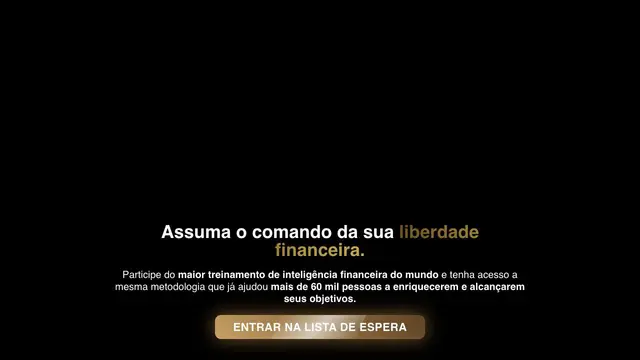 Assuma o comando da sua liberdade
financeira.
Participe do maior treinamento de inteligência financeira do mundo e tenha acesso a
mesma metodologia que já ajudou mais de 60 mil pessoas a enriquecerem e alcançarem
seus objetivos.
ENTRAR NA LISTA DE ESPERA